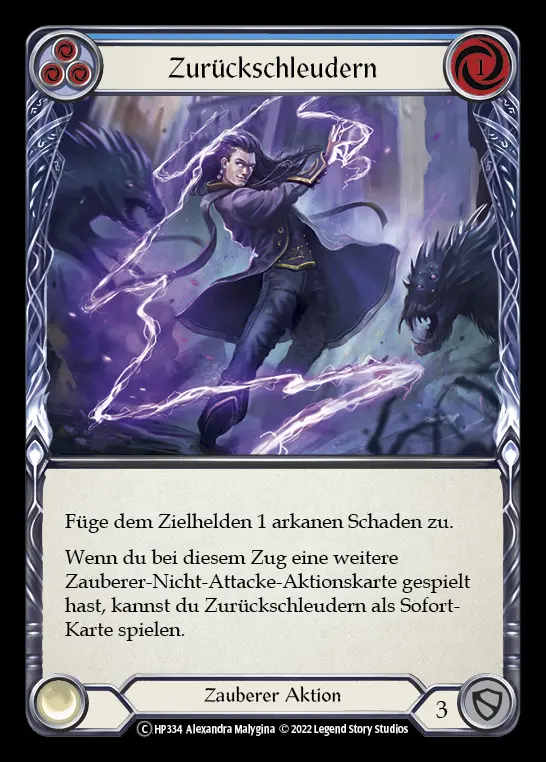 Zurückschleudern
1
Füge dem Zielhelden 1 arkanen Schaden zu.
Wenn du bei diesem Zug eine weitere
Zauberer-Nicht-Attacke-Aktionskarte gespielt
hast, kannst du Zurückschleudern als Sofort-
Karte spielen.
Zauberer Aktion
3
C HP334 Alexandra Malygina © 2022 Legend Story Studios